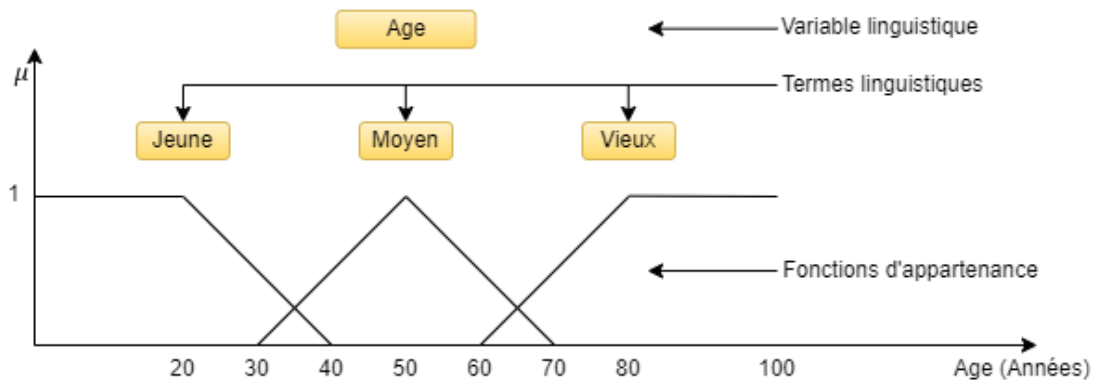 Age
Variable linguistique
μ
Termes linguistiques
Jeune
Moyen
Vieux
1
Fonctions d'appartenance
20 30 40 50 60 70 80 100 Age (Années)